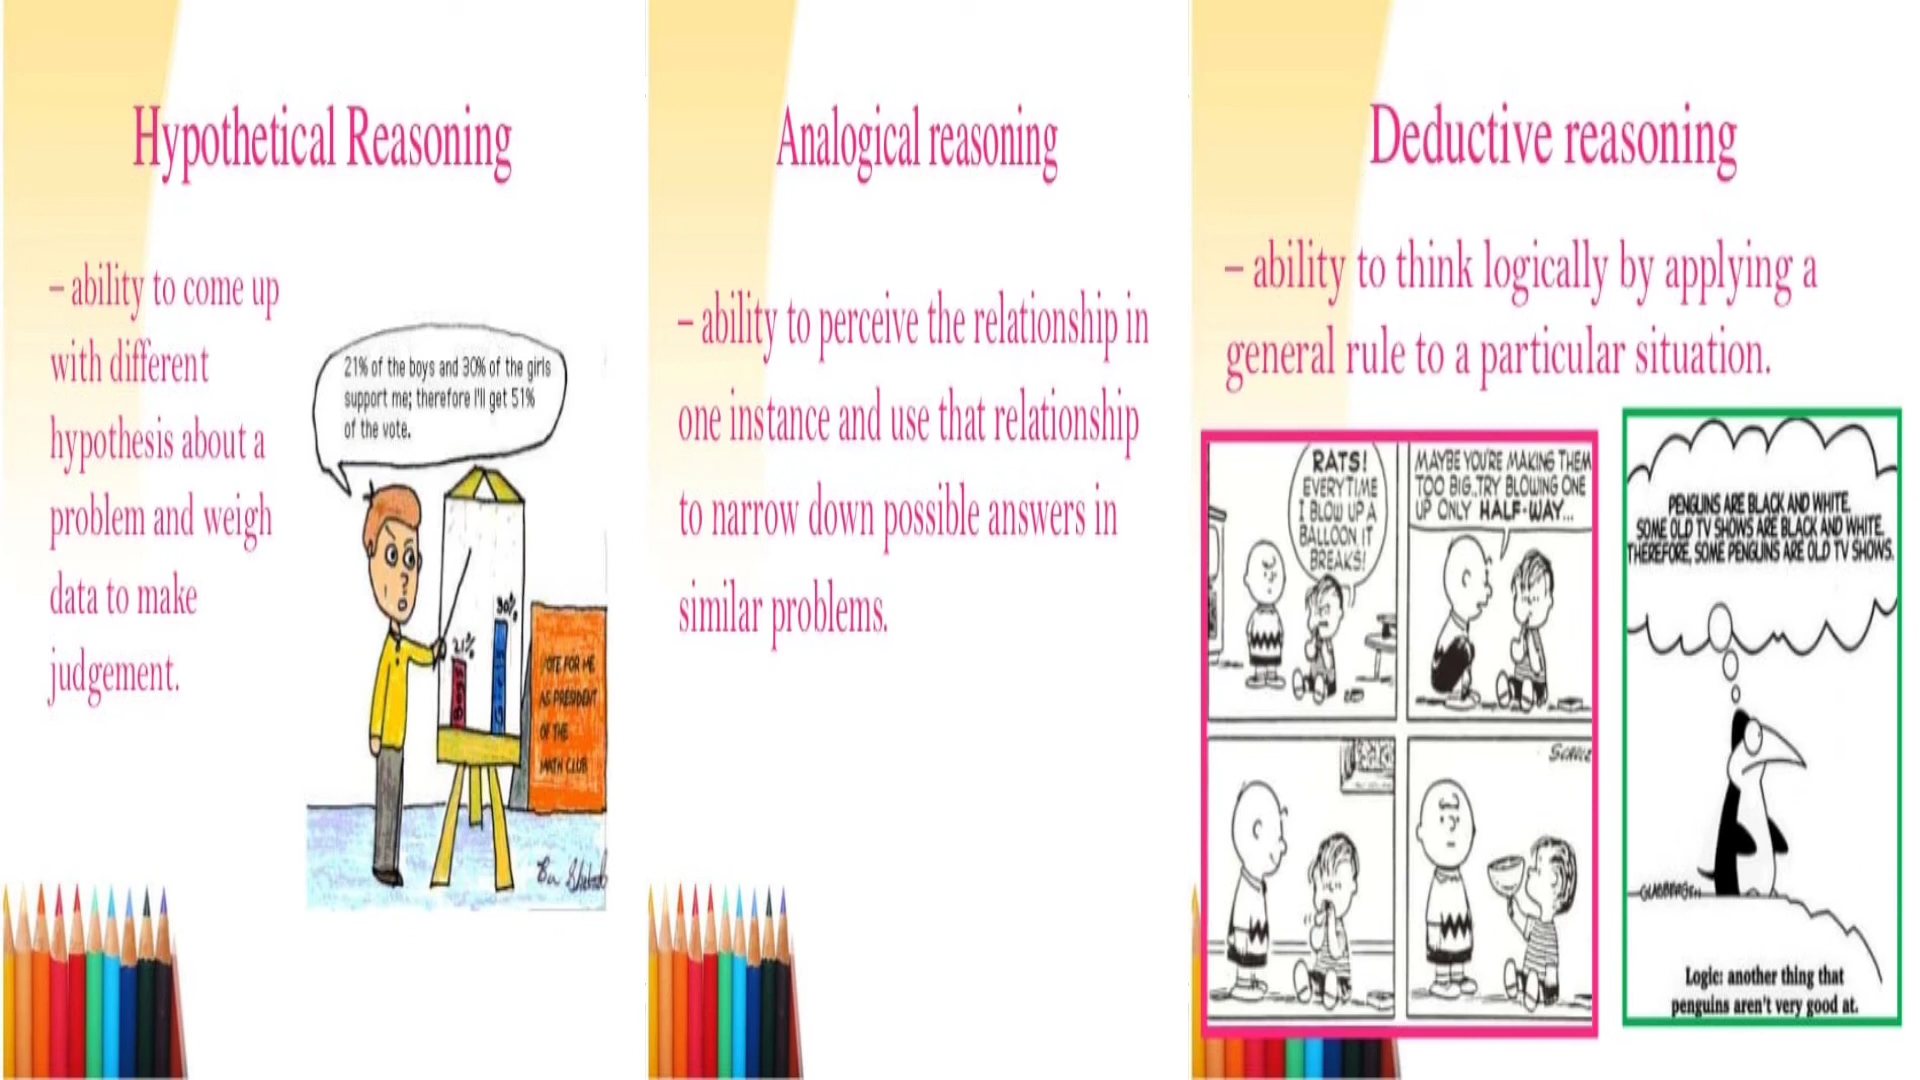 Hypothetical Reasoning
– ability to come up
with different
hypothesis about a
problem and weigh
data to make
judgement.
21% of the boys and 30% of the girls
support me; therefore I'll get 51%
of the vote.
21%
30%
Boys
Girls
VOTE FOR ME
AS PRESIDENT
OF THE
MATH CLUB
Analogical reasoning
– ability to perceive the relationship in
one instance and use that relationship
to narrow down possible answers in
similar problems.
Deductive reasoning
– ability to think logically by applying a
general rule to a particular situation.
RATS!
EVERY TIME
I BLOW UP A
BALLOON, IT
BREAKS!
MAYBE YOU'RE MAKING THEM
TOO BIG..TRY BLOWING ONE
UP ONLY HALF-WAY...
PENGUINS ARE BLACK AND WHITE.
SOME OLD TV SHOWS ARE BLACK AND WHITE.
THEREFORE, SOME PENGUINS ARE OLD TV SHOWS.
Logic: another thing that
penguins aren't very good at.